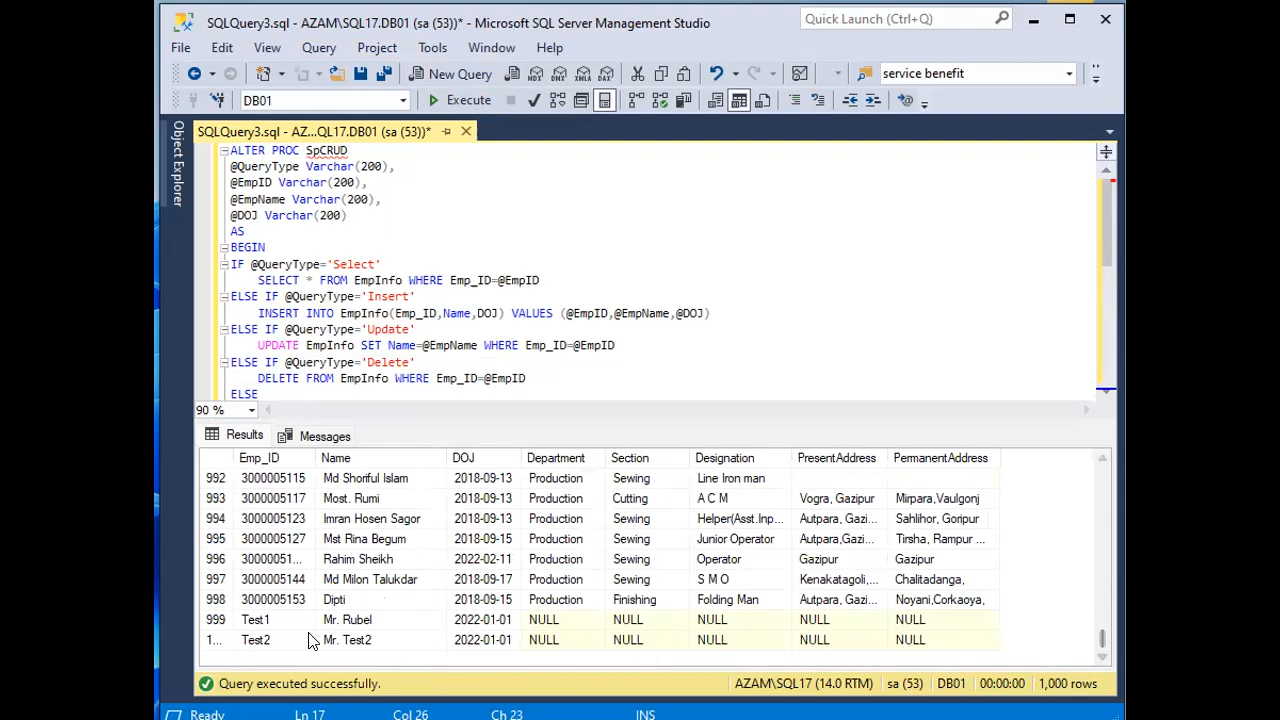 SQLQuery3.sql - AZAM\SQL17.DB01 (sa (53))* - Microsoft SQL Server Management Studio
Quick Launch (Ctrl+Q)
File Edit View Query Project Tools Window Help
New Query
service benefit
DB01
Execute
Object Explorer
SQLQuery3.sql - AZ...QL17.DB01 (sa (53))*
ALTER PROC SpCRUD
@QueryType Varchar(200),
@EmpID Varchar(200),
@EmpName Varchar(200),
@DOJ Varchar(200)
AS
BEGIN
IF @QueryType='Select'
SELECT * FROM EmpInfo WHERE Emp_ID=@EmpID
ELSE IF @QueryType='Insert'
INSERT INTO EmpInfo(Emp_ID,Name,DOJ) VALUES (@EmpID,@EmpName,@DOJ)
ELSE IF @QueryType='Update'
UPDATE EmpInfo SET Name=@EmpName WHERE Emp_ID=@EmpID
ELSE IF @QueryType='Delete'
DELETE FROM EmpInfo WHERE Emp_ID=@EmpID
ELSE
90 %
Results Messages
Emp_ID Name DOJ Department Section Designation PresentAddress PermanentAddress
992 3000005115 Md Shoriful Islam 2018-09-13 Production Sewing Line Iron man
993 3000005117 Most. Rumi 2018-09-13 Production Cutting A C M Vogra, Gazipur Mirpara,Vaulgonj
994 3000005123 Imran Hosen Sagor 2018-09-13 Production Sewing Helper(Asst.Inp... Autpara, Gazi... Sahlihor, Goripur
995 3000005127 Mst Rina Begum 2018-09-15 Production Sewing Junior Operator Autpara,Gazi... Tirsha, Rampur ...
996 30000051... Rahim Sheikh 2022-02-11 Production Sewing Operator Gazipur Gazipur
997 3000005144 Md Milon Talukdar 2018-09-17 Production Sewing S M O Kenakatagoli,... Chalitadanga,
998 3000005153 Dipti 2018-09-15 Production Finishing Folding Man Autpara, Gazi... Noyani,Corkaoya,
999 Test1 Mr. Rubel 2022-01-01 NULL NULL NULL NULL NULL
1... Test2 Mr. Test2 2022-01-01 NULL NULL NULL NULL NULL
Query executed successfully. AZAM\SQL17 (14.0 RTM) sa (53) DB01 00:00:00 1,000 rows
Ready Ln 17 Col 26 Ch 23 INS